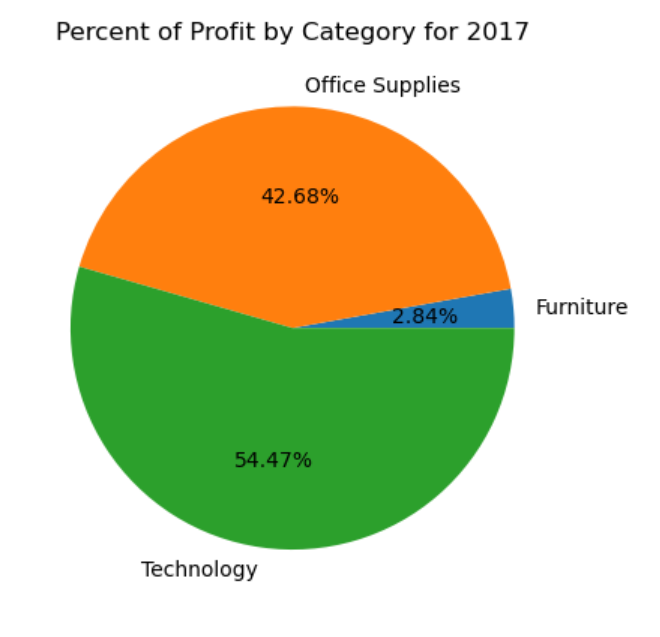 Percent of Profit by Category for 2017
Office Supplies
42.68%
Furniture
2.84%
54.47%
Technology